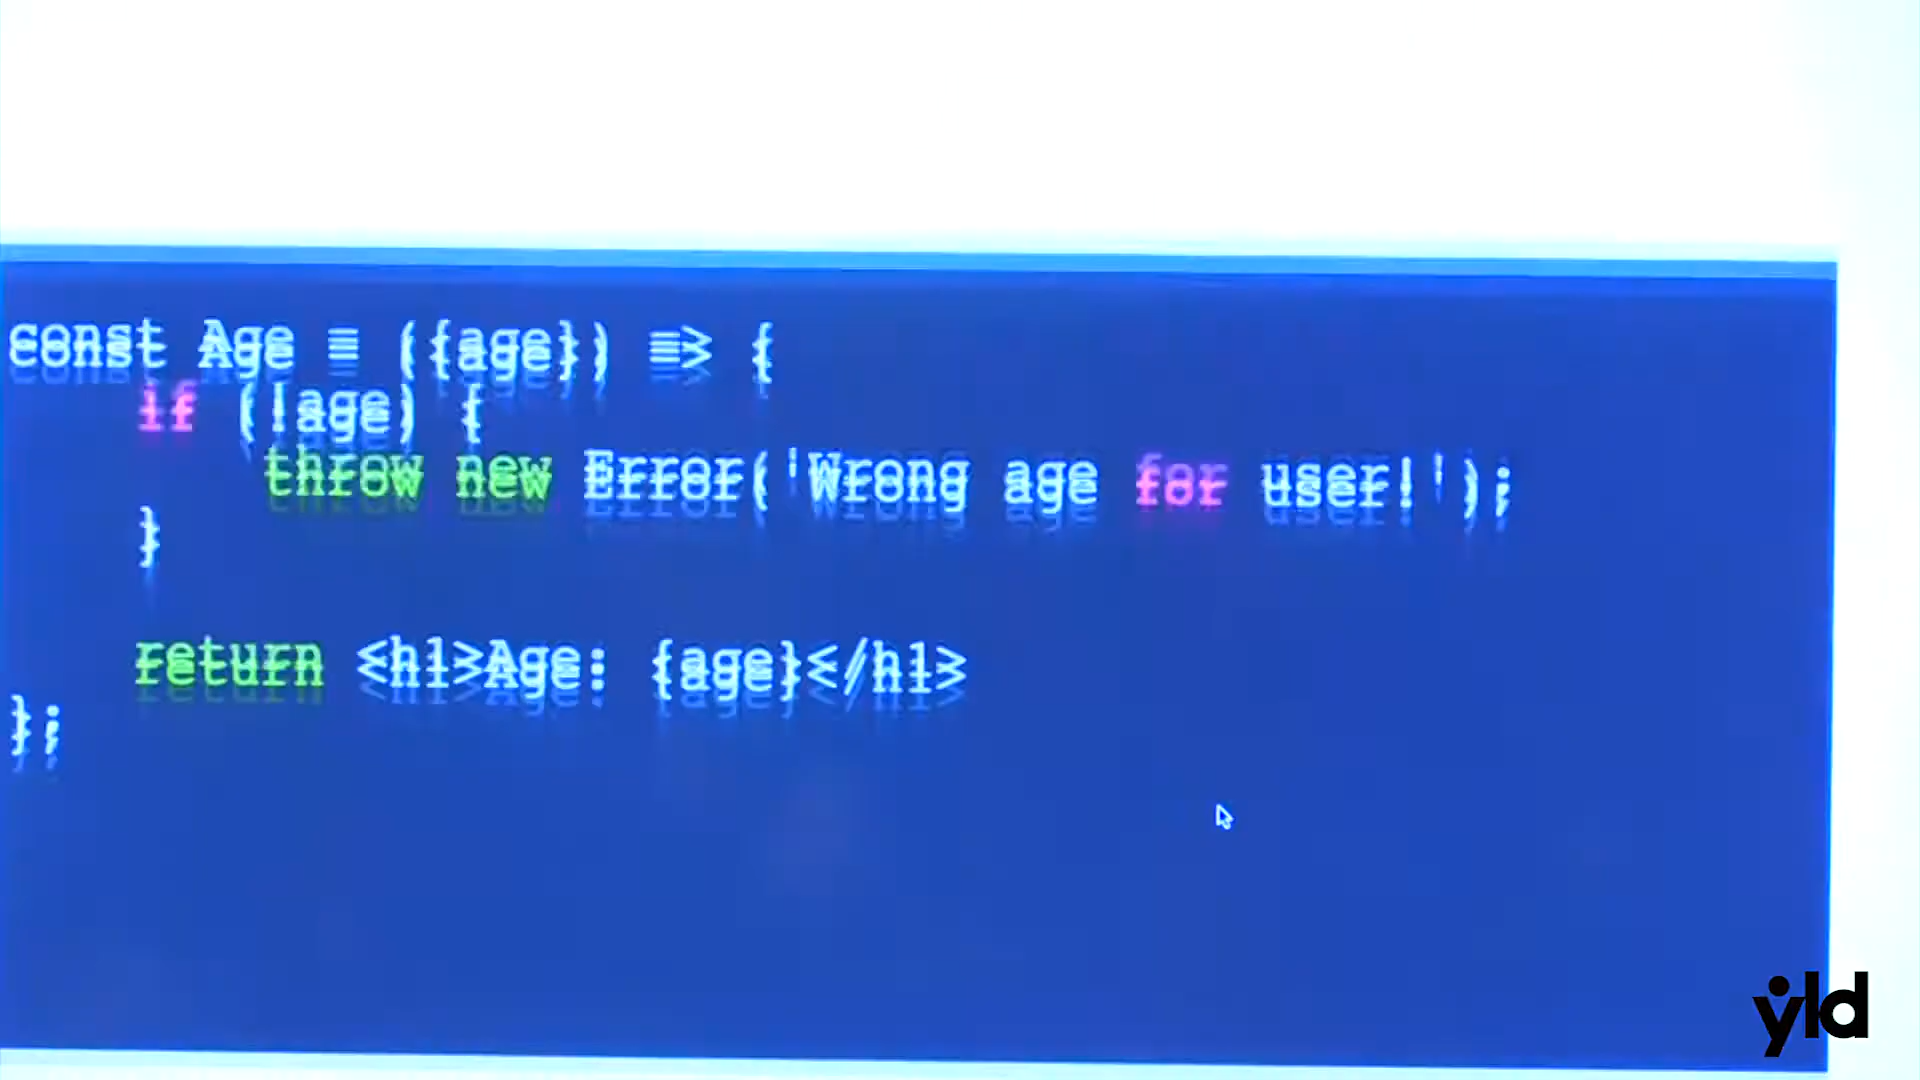 const Age = ({age}) => {
if (!age) {
throw new Error('Wrong age for user!');
}
return <h1>Age: {age}</h1>
};
yld